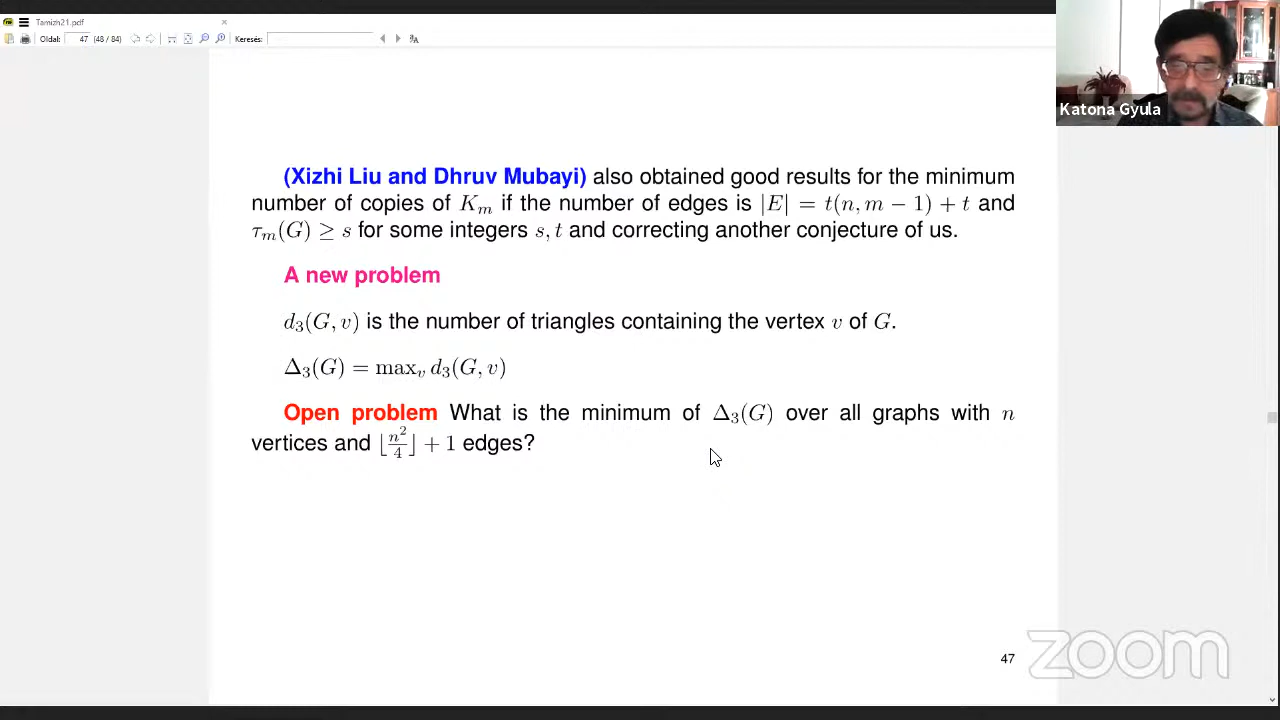 Tamizh21.pdf
Oldal: 47 (48 / 84) Keresés:
Katona Gyula
(Xizhi Liu and Dhruv Mubayi) also obtained good results for the minimum
number of copies of K_m if the number of edges is |E| = t(n, m − 1) + t and
τ_m(G) ≥ s for some integers s, t and correcting another conjecture of us.
A new problem
d_3(G, v) is the number of triangles containing the vertex v of G.
Δ_3(G) = max_v d_3(G, v)
Open problem What is the minimum of Δ_3(G) over all graphs with n
vertices and ⌊n^2/4⌋ + 1 edges?
47
zoom